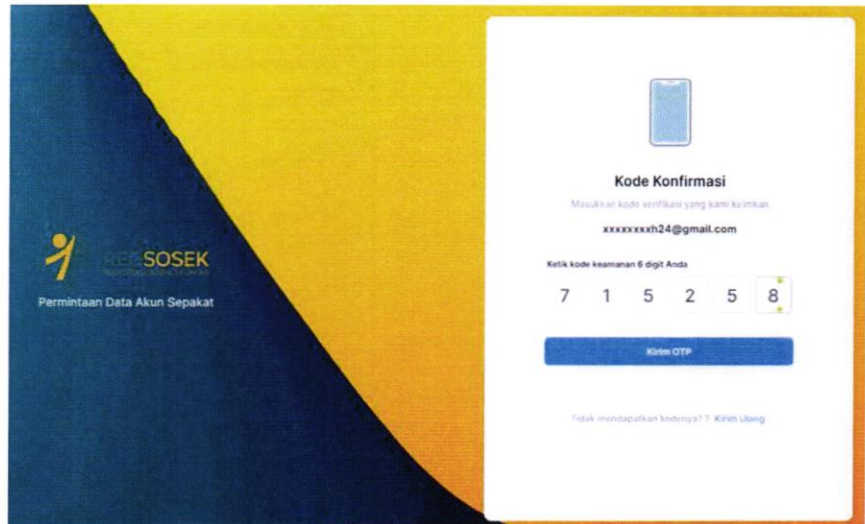 REGSOSEK
Permintaan Data Akun Sepakat
Kode Konfirmasi
Masukkan kode verifikasi yang kami kirimkan
xxxxxxxh24@gmail.com
Ketik kode keamanan 6 digit Anda
7 1 5 2 5 8
Kirim OTP
Tidak mendapatkan kodenya? ? Kirim Ulang